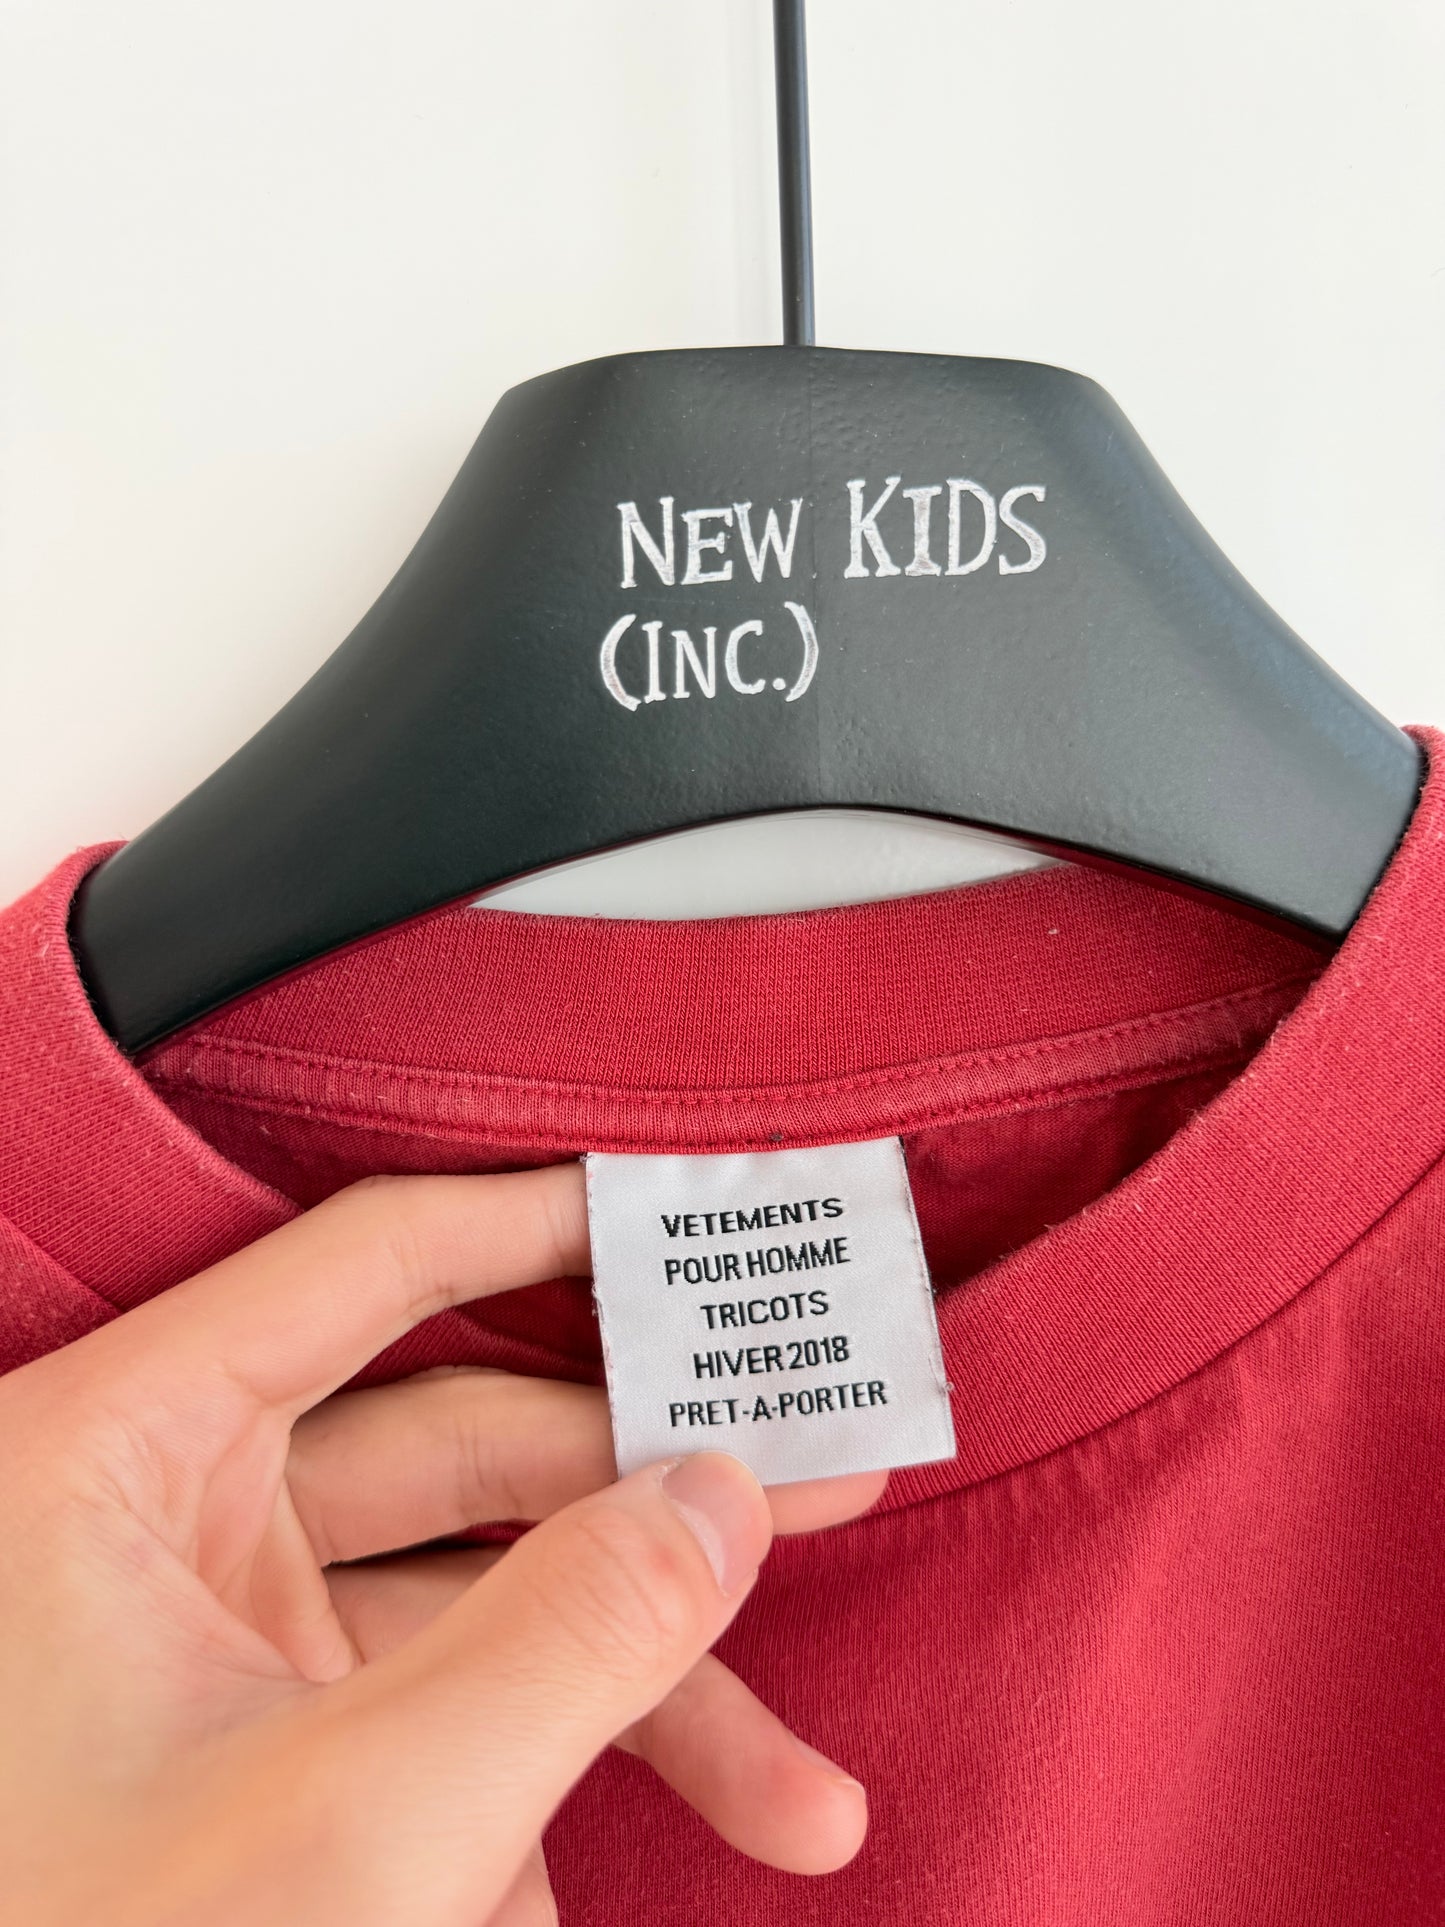 NEW KIDS
(INC.)
VETEMENTS
POUR HOMME
TRICOTS
HIVER 2018
PRET-A-PORTER